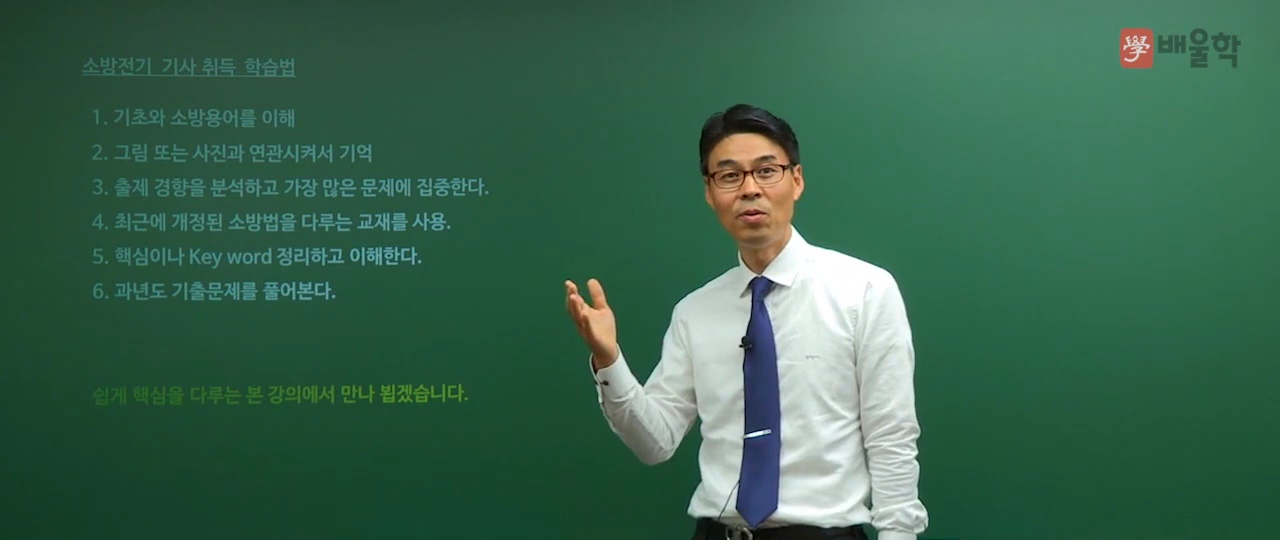 소방전기 기사 취득 학습법
學 배울학
1. 기초와 소방용어를 이해
2. 그림 또는 사진과 연관시켜서 기억
3. 출제 경향을 분석하고 가장 많은 문제에 집중한다.
4. 최근에 개정된 소방법을 다루는 교재를 사용.
5. 핵심이나 Key word 정리하고 이해한다.
6. 과년도 기출문제를 풀어본다.
쉽게 핵심을 다루는 본 강의에서 만나 뵙겠습니다.